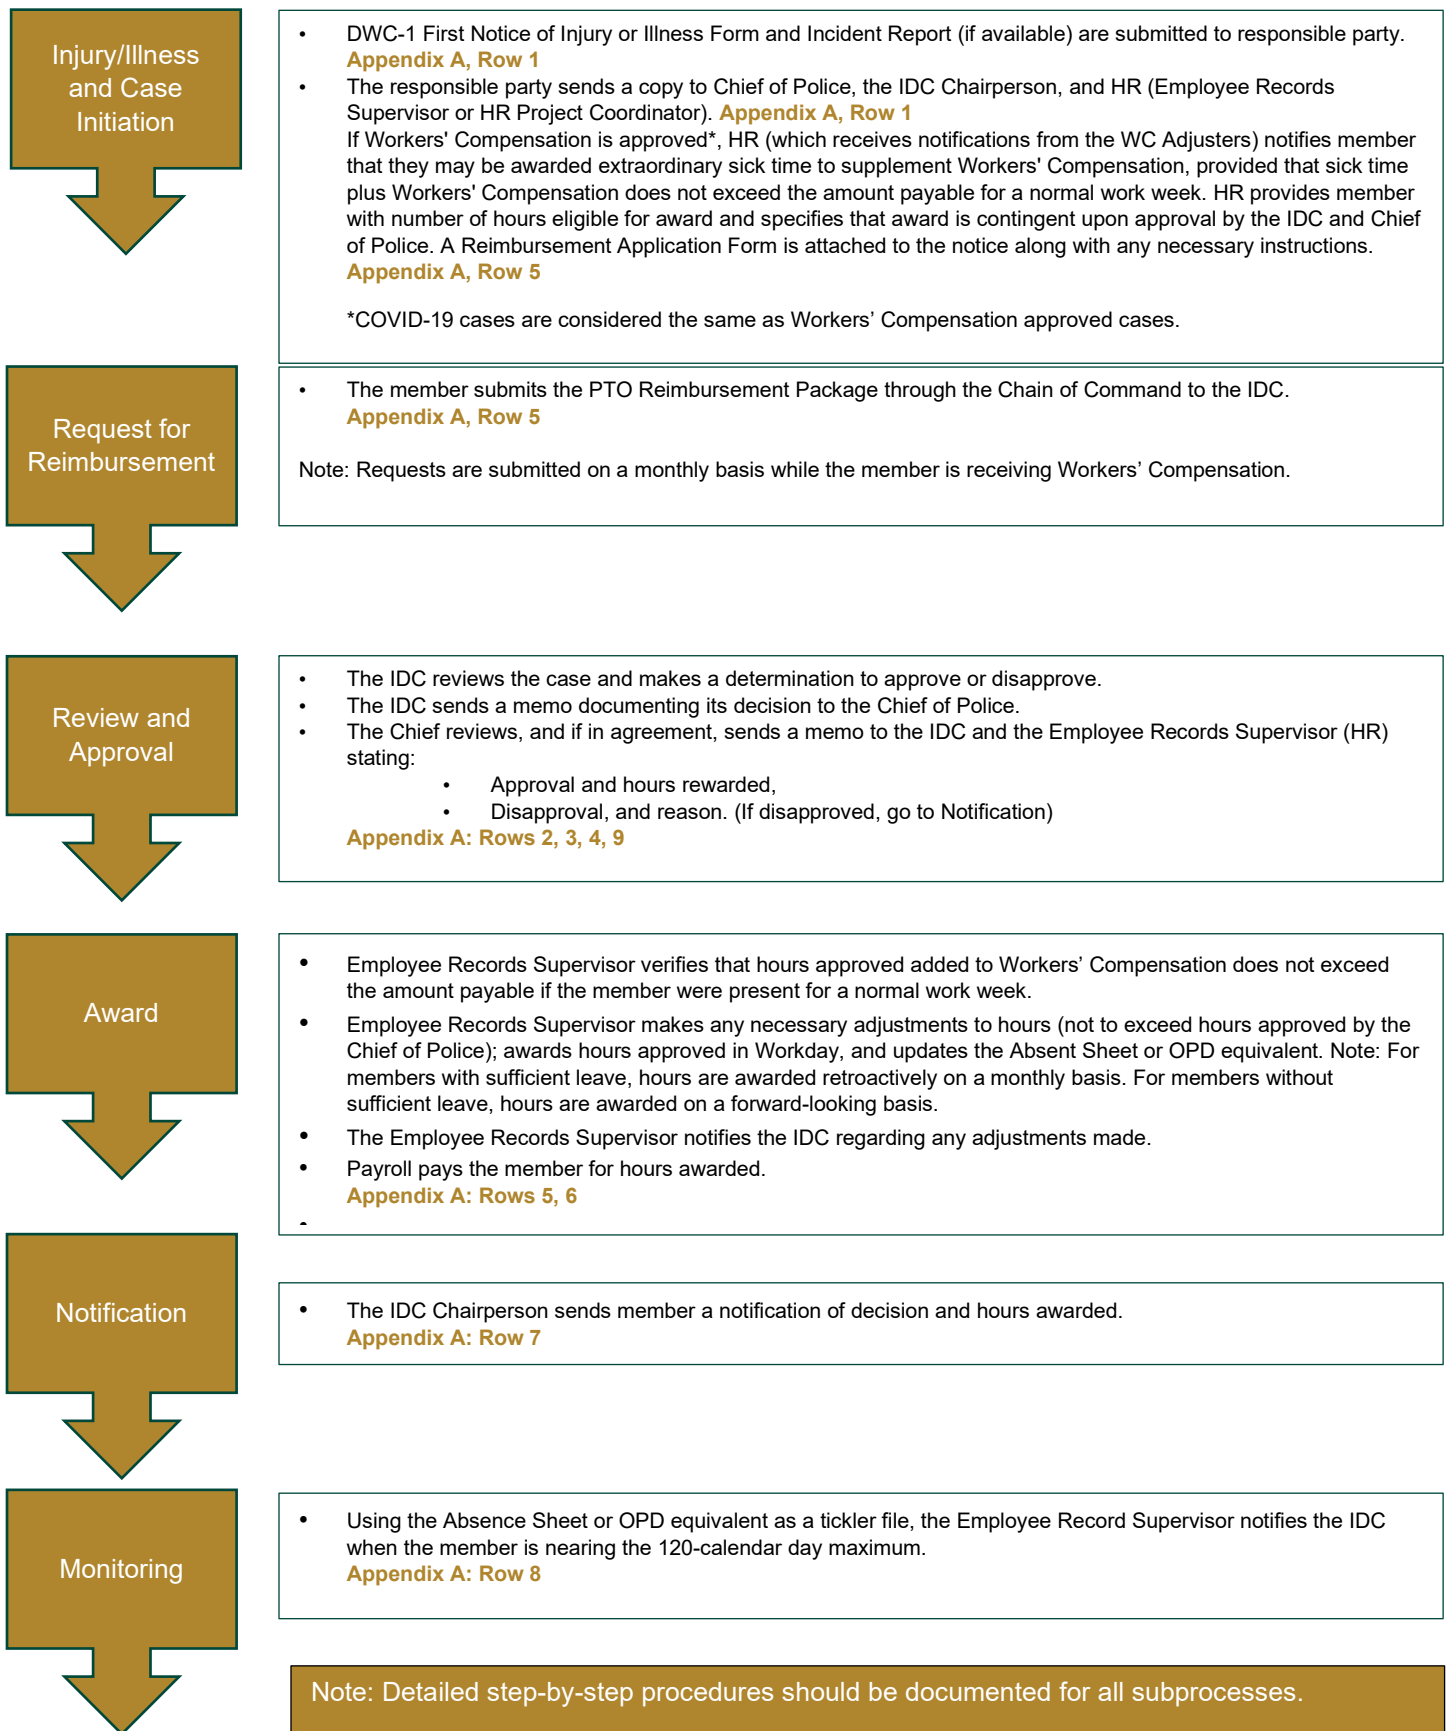 Injury/Illness
and Case
Initiation
• DWC-1 First Notice of Injury or Illness Form and Incident Report (if available) are submitted to responsible party.
Appendix A, Row 1
• The responsible party sends a copy to Chief of Police, the IDC Chairperson, and HR (Employee Records
Supervisor or HR Project Coordinator). Appendix A, Row 1
If Workers' Compensation is approved*, HR (which receives notifications from the WC Adjusters) notifies member
that they may be awarded extraordinary sick time to supplement Workers' Compensation, provided that sick time
plus Workers' Compensation does not exceed the amount payable for a normal work week. HR provides member
with number of hours eligible for award and specifies that award is contingent upon approval by the IDC and Chief
of Police. A Reimbursement Application Form is attached to the notice along with any necessary instructions.
Appendix A, Row 5
*COVID-19 cases are considered the same as Workers’ Compensation approved cases.
Request for
Reimbursement
• The member submits the PTO Reimbursement Package through the Chain of Command to the IDC.
Appendix A, Row 5
Note: Requests are submitted on a monthly basis while the member is receiving Workers’ Compensation.
Review and
Approval
• The IDC reviews the case and makes a determination to approve or disapprove.
• The IDC sends a memo documenting its decision to the Chief of Police.
• The Chief reviews, and if in agreement, sends a memo to the IDC and the Employee Records Supervisor (HR)
stating:
• Approval and hours rewarded,
• Disapproval, and reason. (If disapproved, go to Notification)
Appendix A: Rows 2, 3, 4, 9
Award
• Employee Records Supervisor verifies that hours approved added to Workers’ Compensation does not exceed
the amount payable if the member were present for a normal work week.
• Employee Records Supervisor makes any necessary adjustments to hours (not to exceed hours approved by the
Chief of Police); awards hours approved in Workday, and updates the Absent Sheet or OPD equivalent. Note: For
members with sufficient leave, hours are awarded retroactively on a monthly basis. For members without
sufficient leave, hours are awarded on a forward-looking basis.
• The Employee Records Supervisor notifies the IDC regarding any adjustments made.
• Payroll pays the member for hours awarded.
Appendix A: Rows 5, 6
•
Notification
• The IDC Chairperson sends member a notification of decision and hours awarded.
Appendix A: Row 7
Monitoring
• Using the Absence Sheet or OPD equivalent as a tickler file, the Employee Record Supervisor notifies the IDC
when the member is nearing the 120-calendar day maximum.
Appendix A: Row 8
Note: Detailed step-by-step procedures should be documented for all subprocesses.